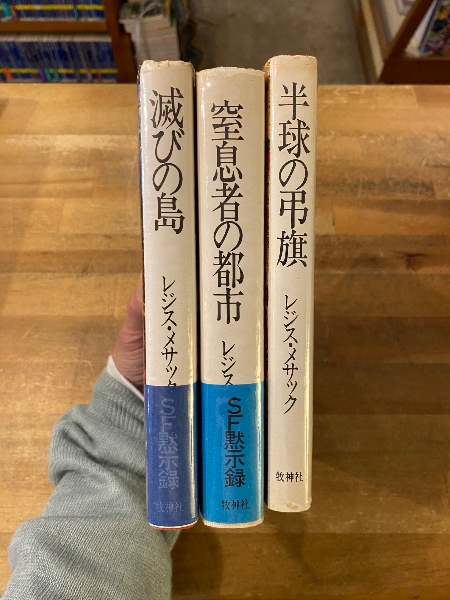 滅びの島
レジス・メサック
SF黙示録
牧神社
窒息者の都市
レジス
SF黙示録
牧神社
半球の弔旗
レジス・メサック
牧神社